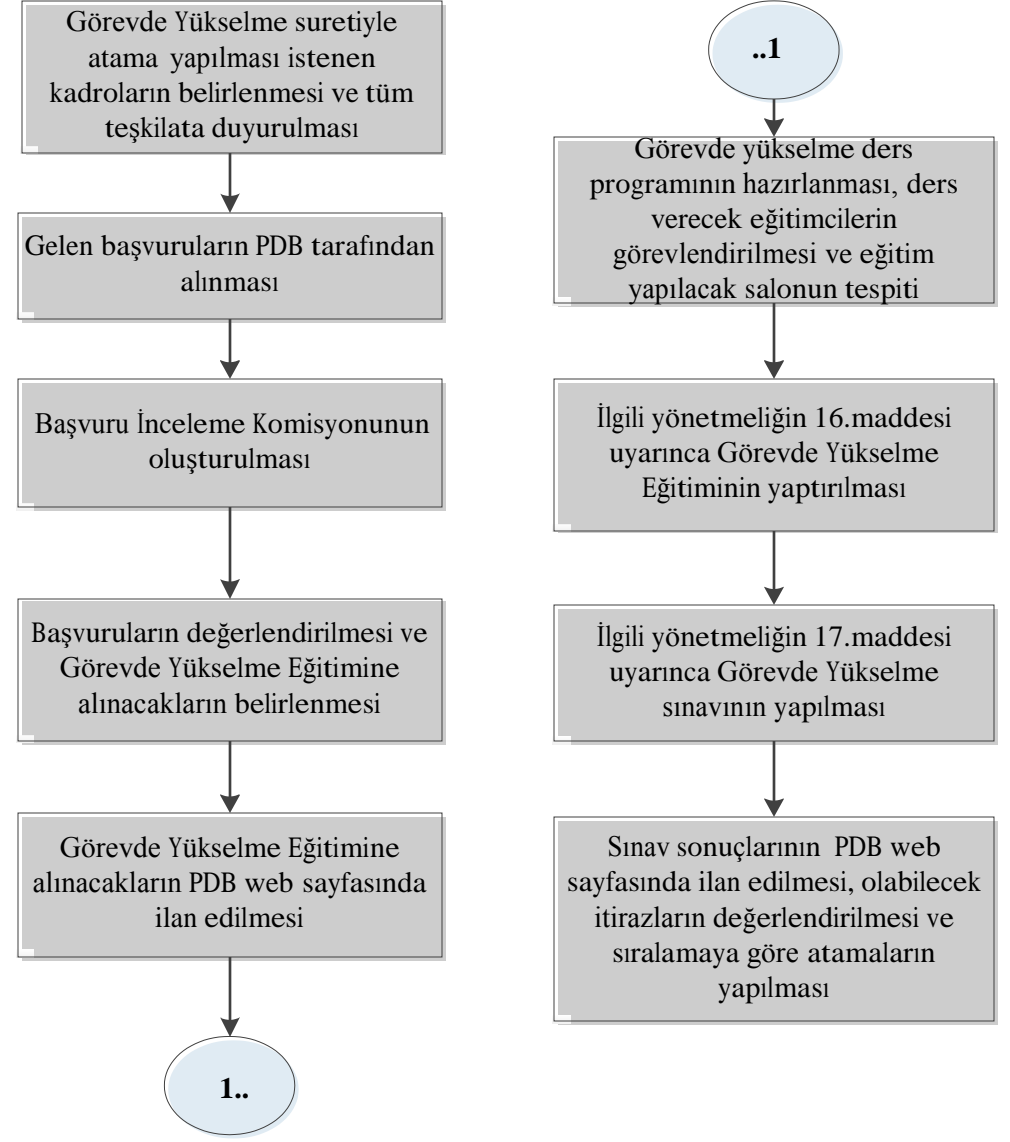 Görevde Yükselme suretiyle
atama yapılması istenen
kadroların belirlenmesi ve tüm
teşkilata duyurulması
Gelen başvuruların PDB tarafından
alınması
Başvuru İnceleme Komisyonunun
oluşturulması
Başvuruların değerlendirilmesi ve
Görevde Yükselme Eğitimine
alınacakların belirlenmesi
Görevde Yükselme Eğitimine
alınacakların PDB web sayfasında
ilan edilmesi
1..
..1
Görevde yükselme ders
programının hazırlanması, ders
verecek eğitimcilerin
görevlendirilmesi ve eğitim
yapılacak salonun tespiti
İlgili yönetmeliğin 16.maddesi
uyarınca Görevde Yükselme
Eğitiminin yaptırılması
İlgili yönetmeliğin 17.maddesi
uyarınca Görevde Yükselme
sınavının yapılması
Sınav sonuçlarının PDB web
sayfasında ilan edilmesi, olabilecek
itirazların değerlendirilmesi ve
sıralamaya göre atamaların
yapılması